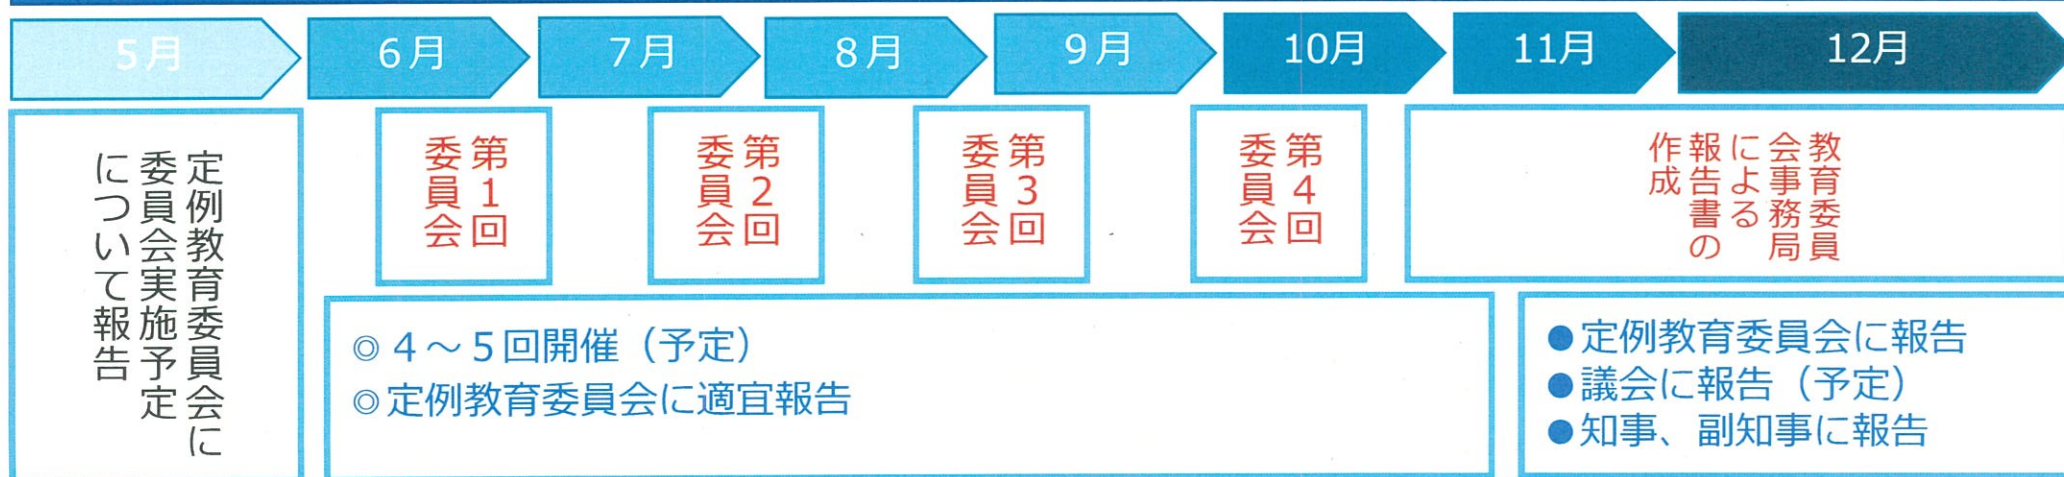 5月
6月
7月
8月
9月
10月
11月
12月
定例教育委員会に
委員会実施予定
について報告
第1回
委員会
第2回
委員会
第3回
委員会
第4回
委員会
教育委員
会事務局
による
報告書の
作成
◎4～5回開催（予定）
◎定例教育委員会に適宜報告
●定例教育委員会に報告
●議会に報告（予定）
●知事、副知事に報告